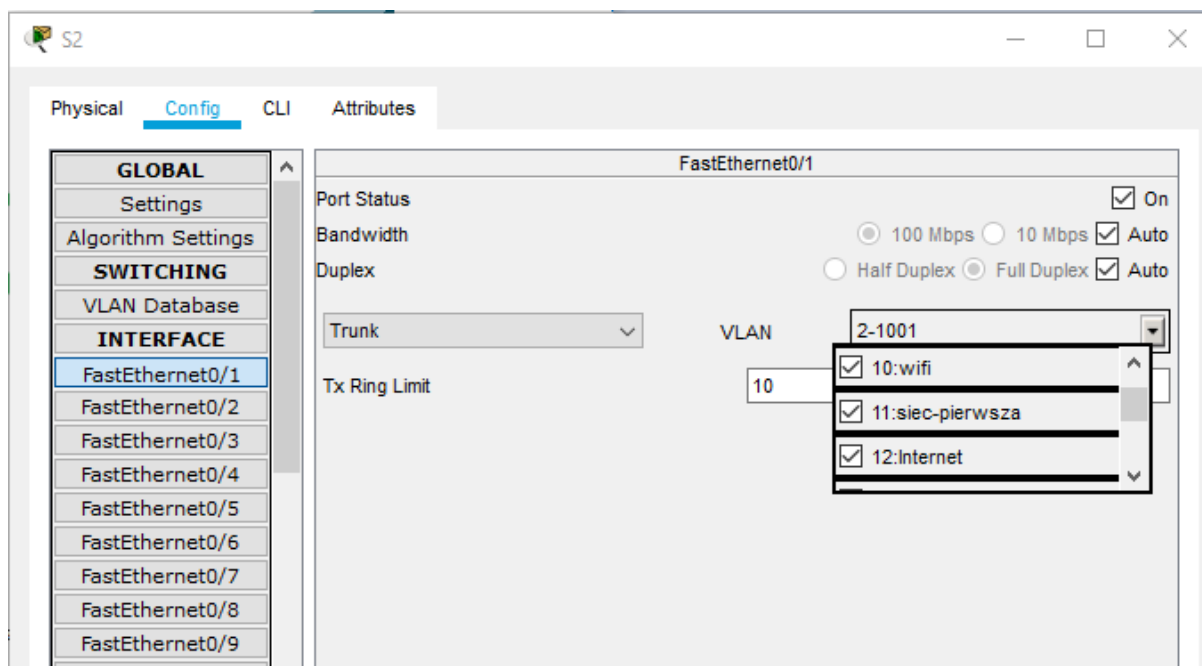 S2
Physical Config CLI Attributes
GLOBAL
Settings
Algorithm Settings
SWITCHING
VLAN Database
INTERFACE
FastEthernet0/1
FastEthernet0/2
FastEthernet0/3
FastEthernet0/4
FastEthernet0/5
FastEthernet0/6
FastEthernet0/7
FastEthernet0/8
FastEthernet0/9
FastEthernet0/1
Port Status On
Bandwidth 100 Mbps 10 Mbps Auto
Duplex Half Duplex Full Duplex Auto
Trunk VLAN 2-1001
10:wifi
11:siec-pierwsza
12:Internet
Tx Ring Limit 10